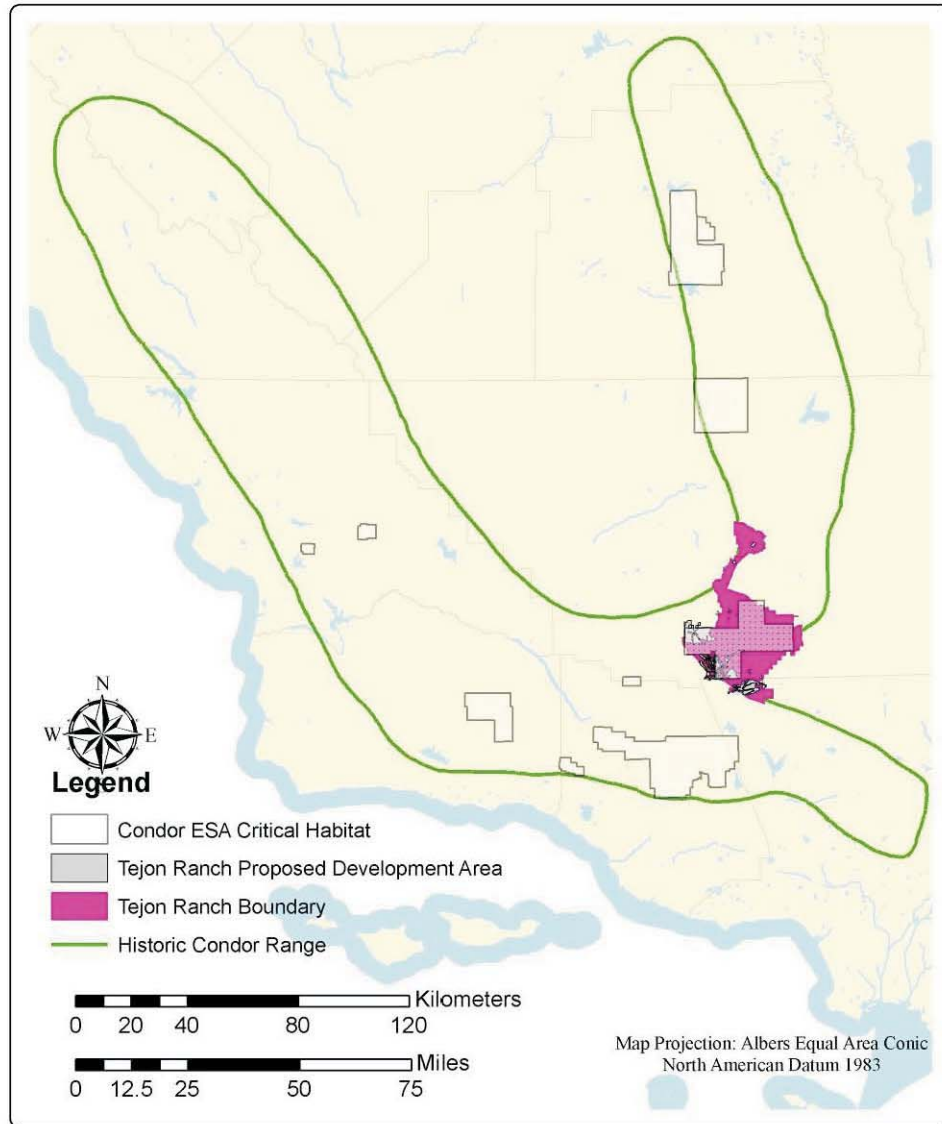 N
W E
S
Legend
Condor ESA Critical Habitat
Tejon Ranch Proposed Development Area
Tejon Ranch Boundary
Historic Condor Range
Kilometers
0 20 40 80 120
Miles
0 12.5 25 50 75
Map Projection: Albers Equal Area Conic
North American Datum 1983